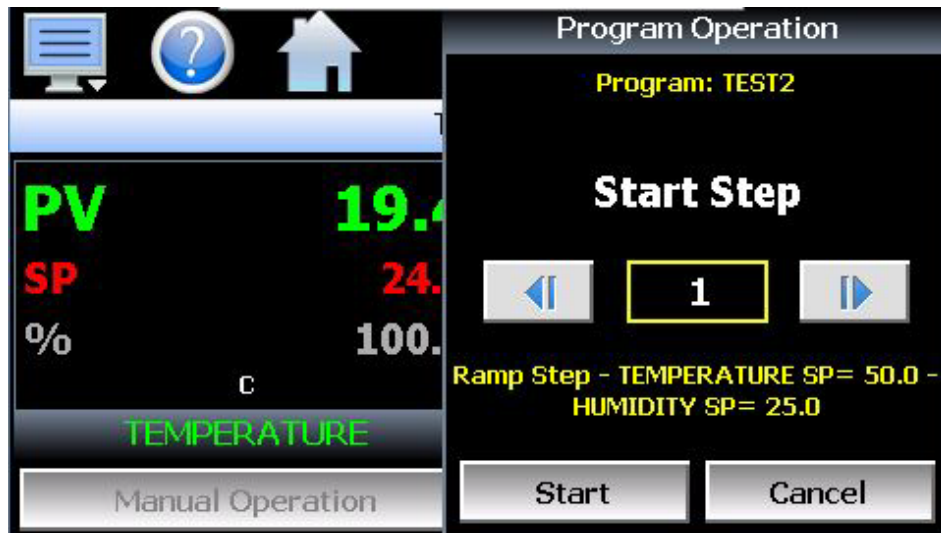 ?
PV 19.4
SP 24.
% 100.
C
TEMPERATURE
Manual Operation
Program Operation
Program: TEST2
Start Step
1
Ramp Step - TEMPERATURE SP= 50.0 -
HUMIDITY SP= 25.0
Start Cancel